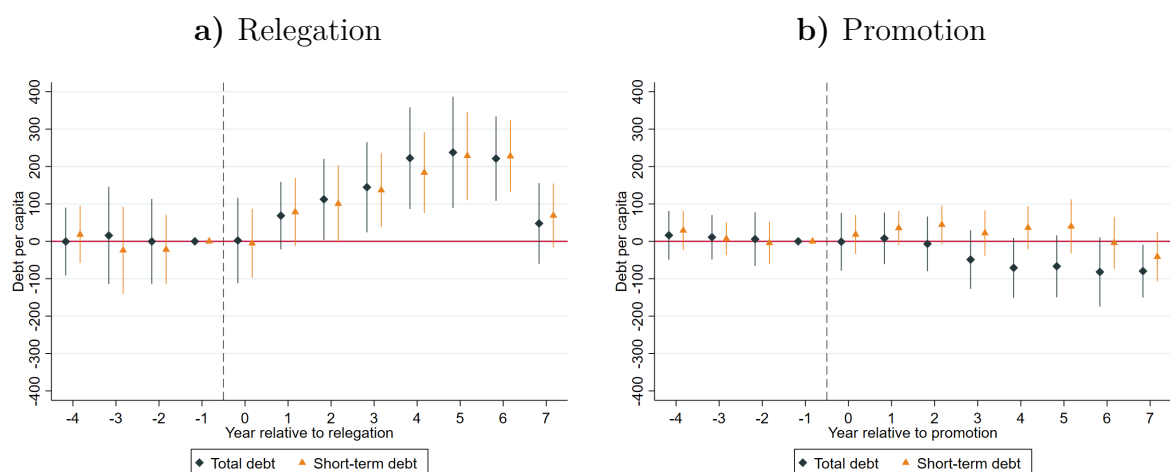 a) Relegation
Debt per capita
400
300
200
100
0
-100
-200
-300
-400
-4 -3 -2 -1 0 1 2 3 4 5 6 7
Year relative to relegation
Total debt Short-term debt
b) Promotion
Debt per capita
400
300
200
100
0
-100
-200
-300
-400
-4 -3 -2 -1 0 1 2 3 4 5 6 7
Year relative to promotion
Total debt Short-term debt